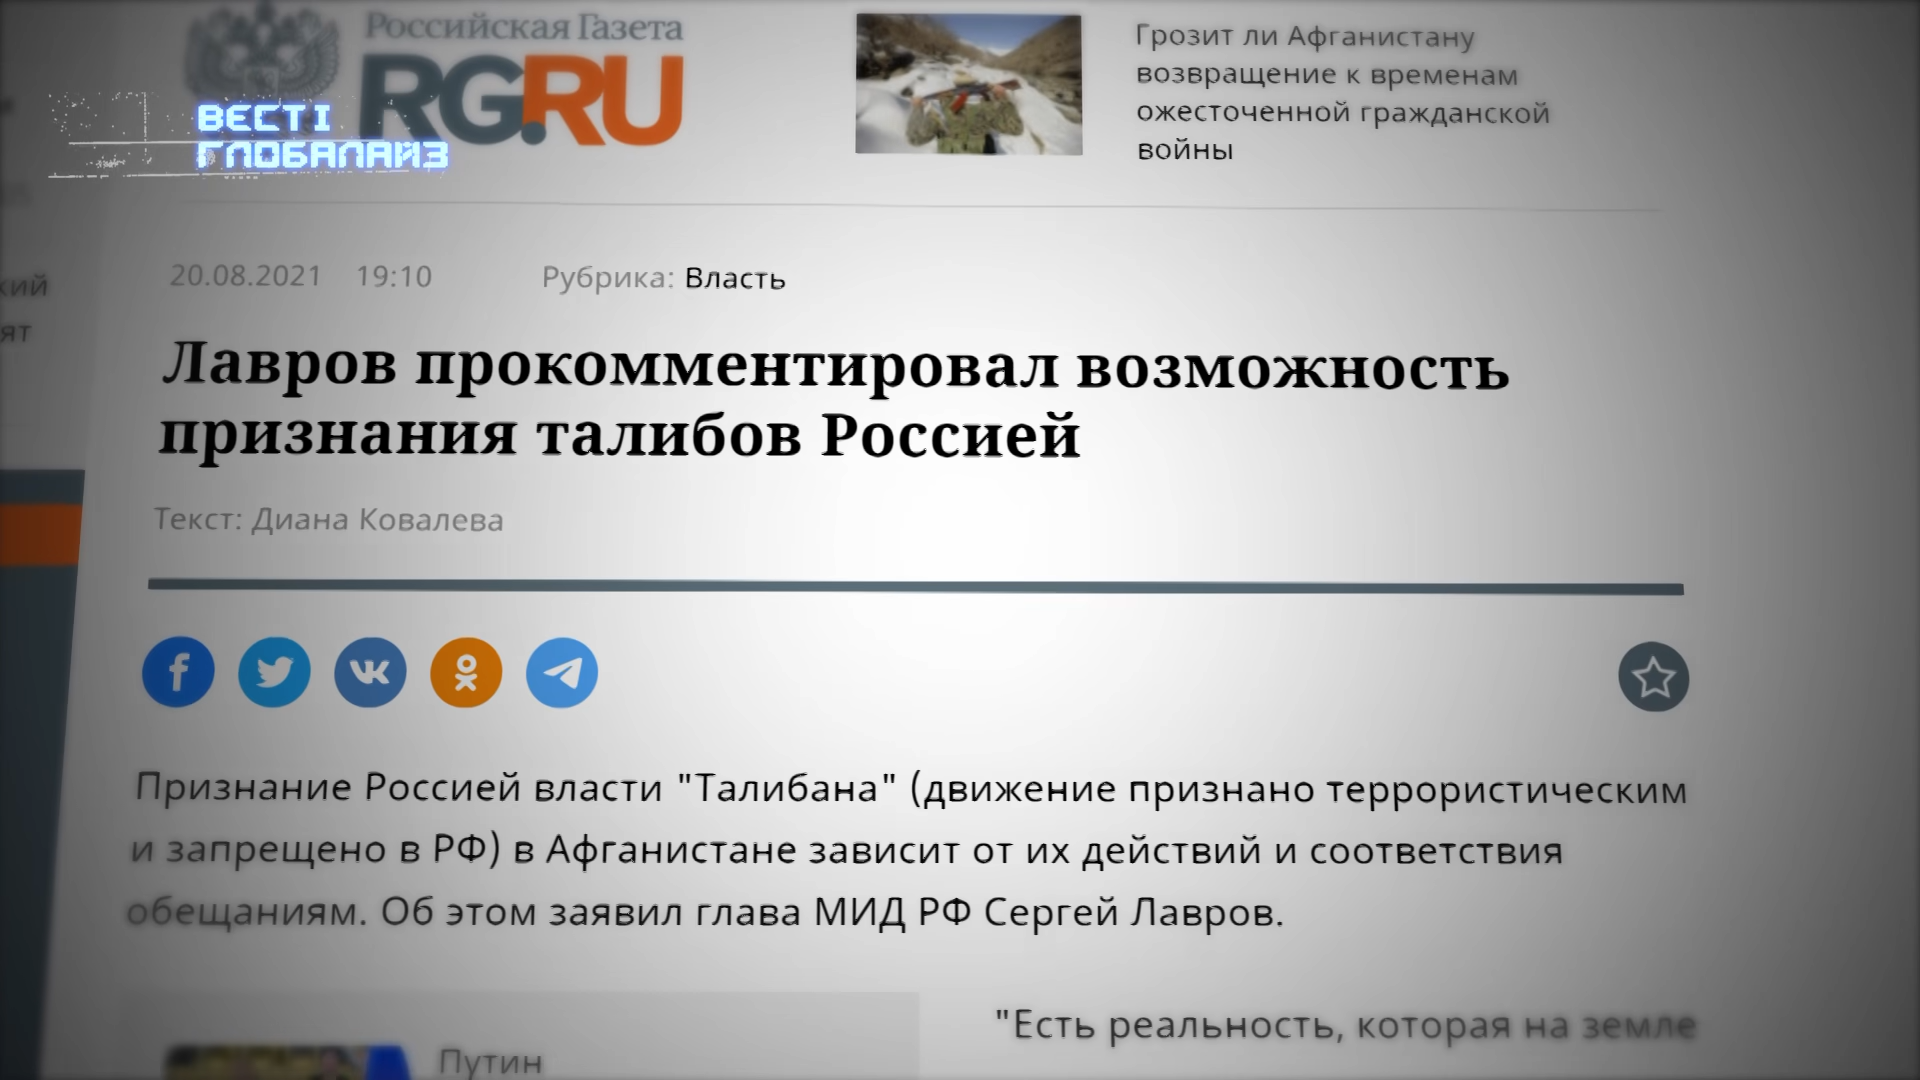 Российская Газета
RG.RU
ВЕСТІ
ГЛОБАЛАЙЗ
Грозит ли Афганистану
возвращение к временам
ожесточенной гражданской
войны
кий
ят
20.08.2021 19:10 Рубрика: Власть
Лавров прокомментировал возможность
признания талибов Россией
Текст: Диана Ковалева
Признание Россией власти "Талибана" (движение признано террористическим
и запрещено в РФ) в Афганистане зависит от их действий и соответствия
обещаниям. Об этом заявил глава МИД РФ Сергей Лавров.
"Есть реальность, которая на земле
Путин